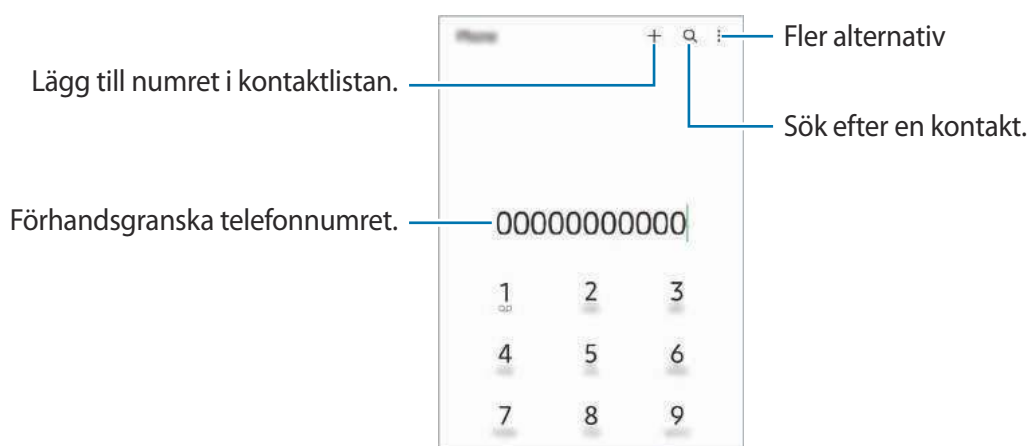 Fler alternativ
Lägg till numret i kontaktlistan.
Sök efter en kontakt.
Förhandsgranska telefonnumret.
00000000000
1 2 3
4 5 6
7 8 9